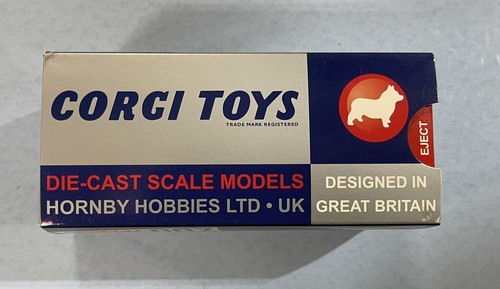 CORGI TOYS
TRADE MARK REGISTERED
EJECT
DIE-CAST SCALE MODELS
HORNBY HOBBIES LTD • UK
DESIGNED IN
GREAT BRITAIN